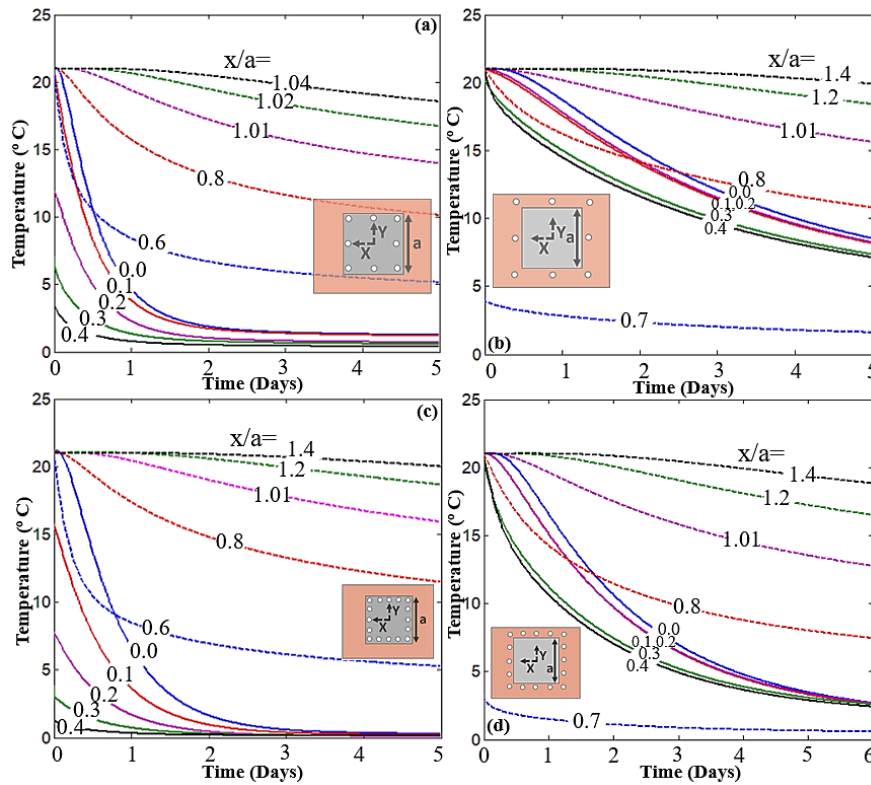 25
(a)
x/a=
20
1.04
1.02
1.01
15
0.8
10
Y
X
a
0.6
5
0.0
0.1
0.2
0.3
0.4
0
0 1 2 3 4 5
Time (Days)
Temperature (º C)
25
x/a=
1.4
20
1.2
1.01
15
0.8
10
Y
X
a
0.0
0.1, 0.2
0.3
0.4
5
0.7
(b)
0
0 1 2 3 4 5
Time (Days)
25
(c)
x/a=
1.4
20
1.2
1.01
15
0.8
10
Y
X
a
0.6
0.0
5
0.1
0.2
0.3
0.4
0
0 1 2 3 4 5
Time (Days)
Temperature (º C)
25
x/a=
20
1.4
1.2
15
1.01
0.8
10
Y
X
a
0.0
0.1, 0.2
0.3
0.4
5
0.7
(d)
0
0 1 2 3 4 5 6
Time (Days)
Temperature (º C)